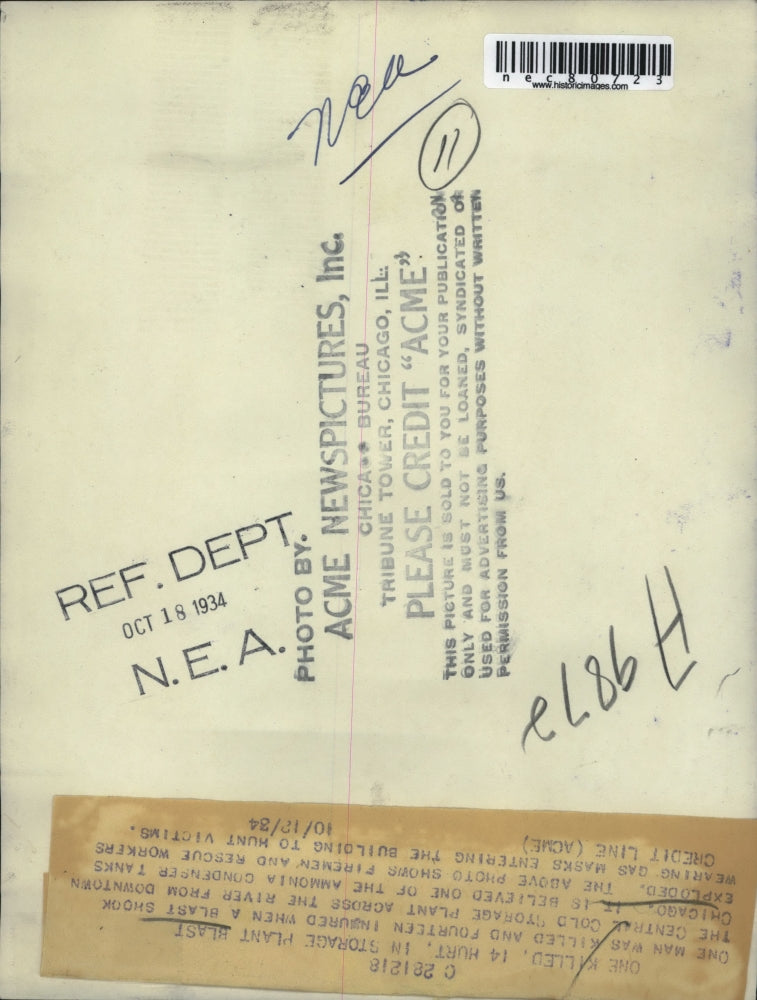 nec80723
www.historicimages.com
Nea
11
PHOTO BY.
ACME NEWSPICTURES, Inc.
CHICAGO BUREAU
TRIBUNE TOWER, CHICAGO, ILL.
PLEASE CREDIT “ACME”
THIS PICTURE IS SOLD TO YOU FOR YOUR PUBLICATION
ONLY AND MUST NOT BE LOANED, SYNDICATED OR
USED FOR ADVERTISING PURPOSES WITHOUT WRITTEN
PERMISSION FROM US.
REF. DEPT.
OCT 18 1934
N.E.A.
H 9872
C 281218
ONE KILLED, 14 HURT, IN STORAGE PLANT BLAST
ONE MAN WAS KILLED AND FOURTEEN INJURED WHEN A BLAST SHOOK
THE CENTRAL COLD STORAGE PLANT ACROSS THE RIVER FROM DOWNTOWN
CHICAGO. IT IS BELIEVED ONE OF THE AMMONIA CONDENSER TANKS
EXPLODED. THE ABOVE PHOTO SHOWS FIREMEN AND RESCUE WORKERS
WEARING GAS MASKS ENTERING THE BUILDING TO HUNT VICTIMS.
CREDIT LINE (ACME) 10/12/34